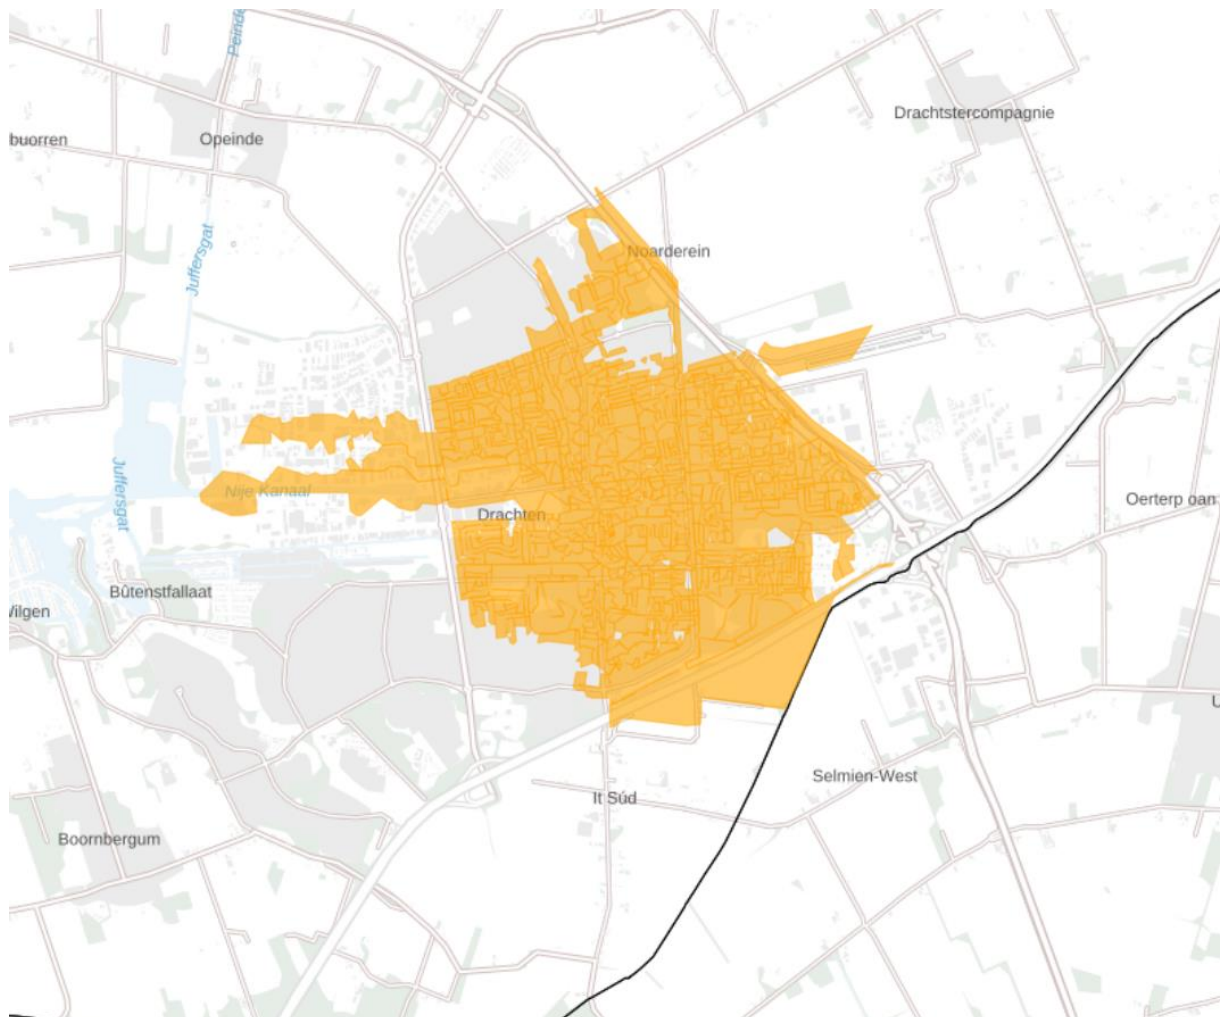 Peinde
Drachtstercompagnie
buorren
Opeinde
Juffersgat
Noarderein
Juffersgat
Nije Kanaal
Oerterp oan
Drachten
Bûtenstfallaat
Wilgen
U
Selmien-West
It Súd
Boornbergum